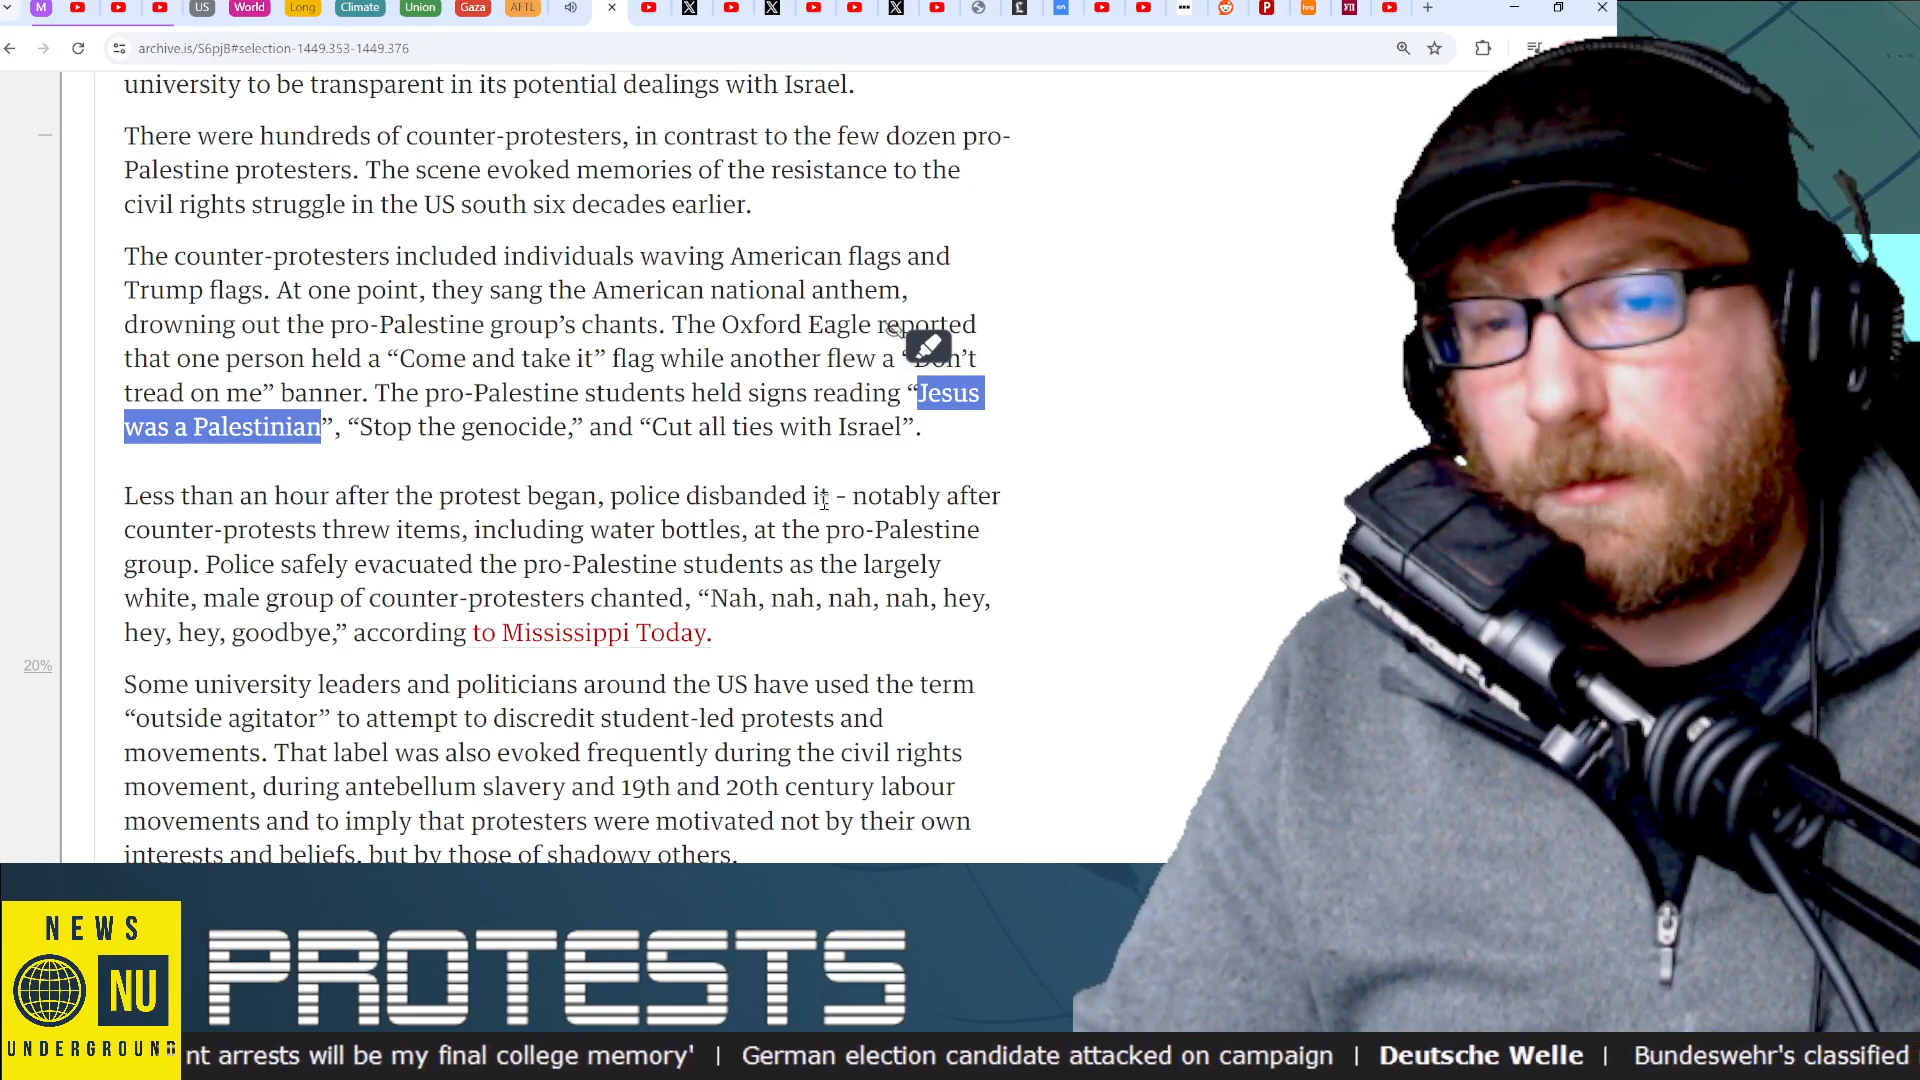 M
US
World
Long
Climate
Union
Gaza
AFTL
archive.is/S6pjB#selection-1449.353-1449.376
university to be transparent in its potential dealings with Israel.
There were hundreds of counter-protesters, in contrast to the few dozen pro-
Palestine protesters. The scene evoked memories of the resistance to the
civil rights struggle in the US south six decades earlier.
The counter-protesters included individuals waving American flags and
Trump flags. At one point, they sang the American national anthem,
drowning out the pro-Palestine group’s chants. The Oxford Eagle reported
that one person held a “Come and take it” flag while another flew a “Don’t
tread on me” banner. The pro-Palestine students held signs reading “Jesus
was a Palestinian”, “Stop the genocide,” and “Cut all ties with Israel”.
Less than an hour after the protest began, police disbanded it – notably after
counter-protests threw items, including water bottles, at the pro-Palestine
group. Police safely evacuated the pro-Palestine students as the largely
white, male group of counter-protesters chanted, “Nah, nah, nah, nah, hey,
hey, hey, goodbye,” according to Mississippi Today.
20%
Some university leaders and politicians around the US have used the term
“outside agitator” to attempt to discredit student-led protests and
movements. That label was also evoked frequently during the civil rights
movement, during antebellum slavery and 19th and 20th century labour
movements and to imply that protesters were motivated not by their own
interests and beliefs, but by those of shadowy others.
NEWS
NU
UNDERGROUND
PROTESTS
nt arrests will be my final college memory' | German election candidate attacked on campaign | Deutsche Welle | Bundeswehr's classified